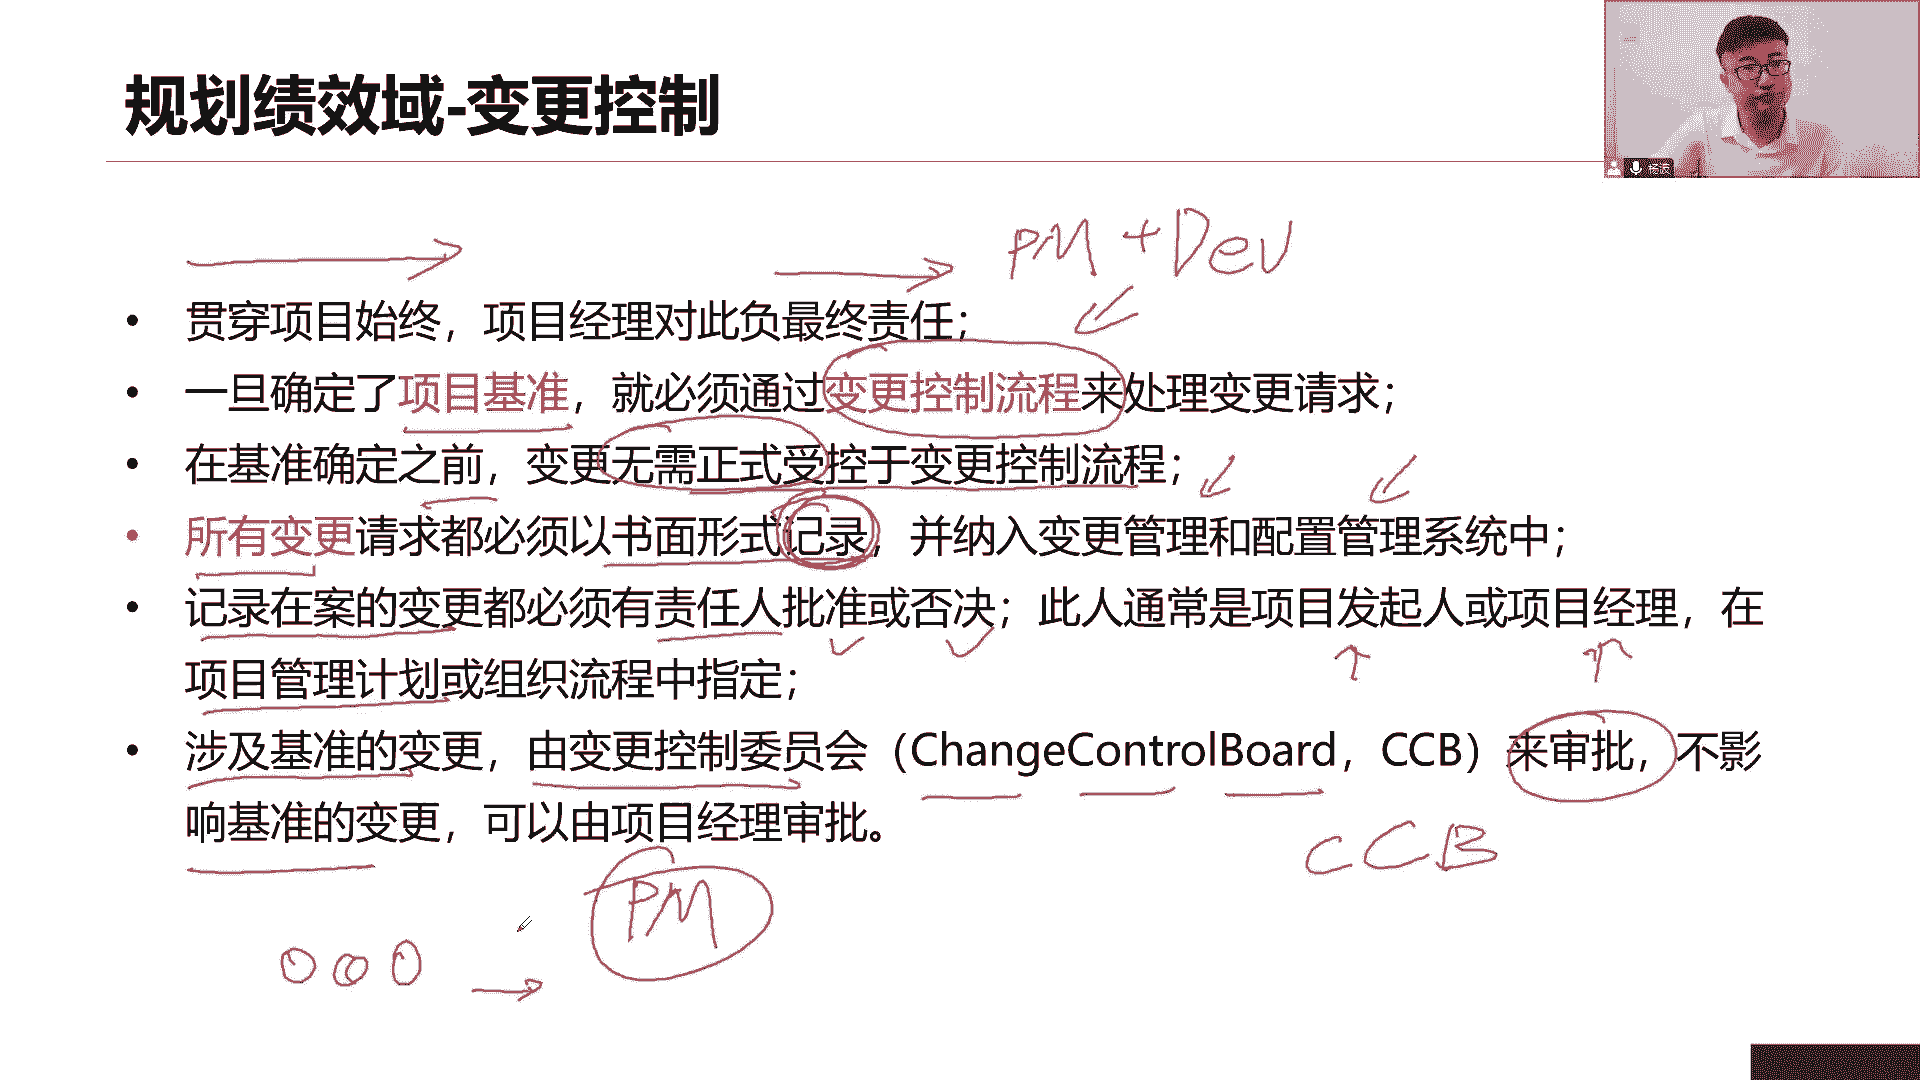 规划绩效域-变更控制
杨波
PM+Dev
贯穿项目始终，项目经理对此负最终责任；
一旦确定了项目基准，就必须通过变更控制流程来处理变更请求；
在基准确定之前，变更无需正式受控于变更控制流程；
所有变更请求都必须以书面形式记录，并纳入变更管理和配置管理系统中；
记录在案的变更都必须有责任人批准或否决；此人通常是项目发起人或项目经理，在
项目管理计划或组织流程中指定；
涉及基准的变更，由变更控制委员会（ChangeControlBoard，CCB）来审批，不影
响基准的变更，可以由项目经理审批。
CCB
PM